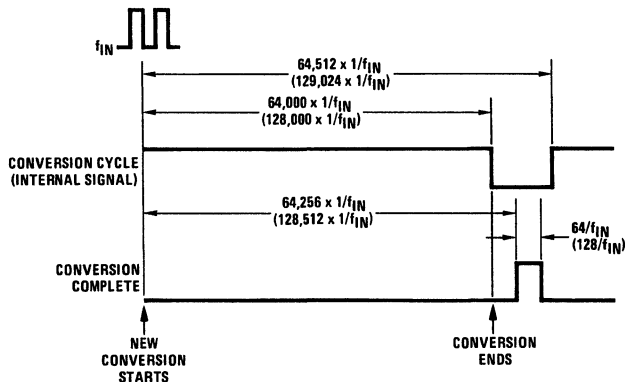 fIN
64,512 x 1/fIN
(129,024 x 1/fIN)
64,000 x 1/fIN
(128,000 x 1/fIN)
CONVERSION CYCLE
(INTERNAL SIGNAL)
64,256 x 1/fIN
(128,512 x 1/fIN)
64/fIN
(128/fIN)
CONVERSION
COMPLETE
NEW
CONVERSION
STARTS
CONVERSION
ENDS